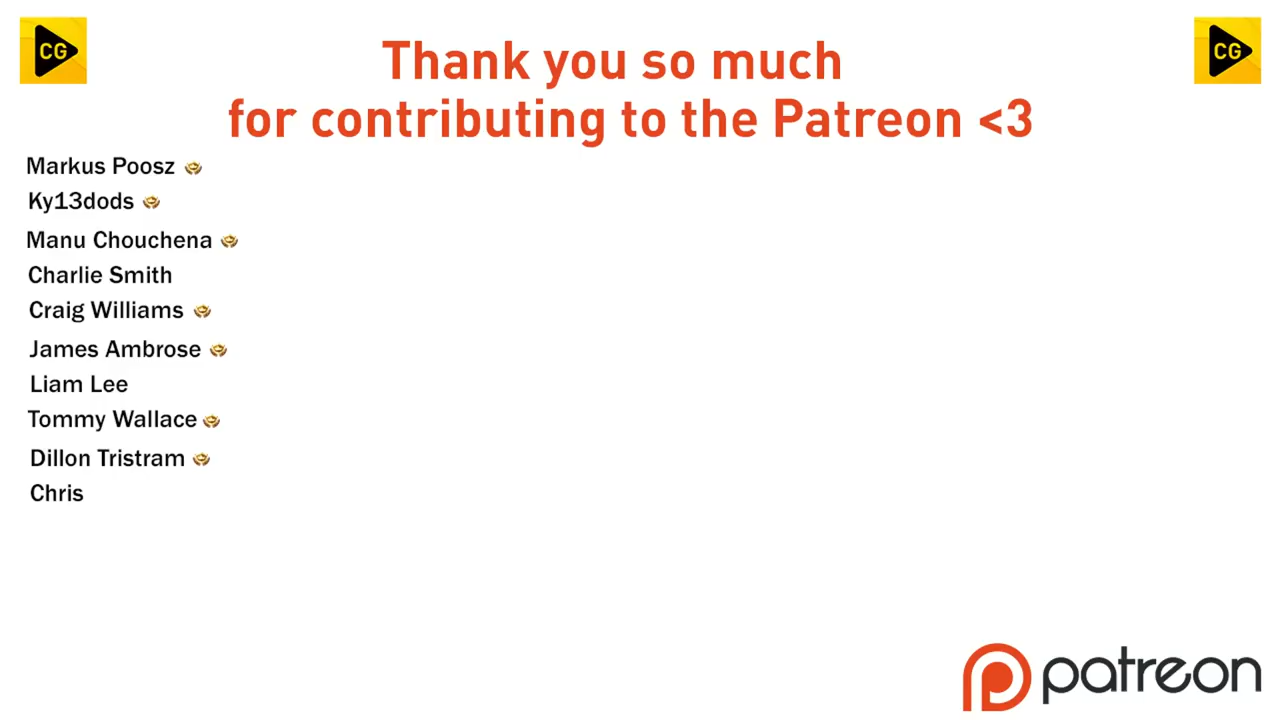 CG
CG
Thank you so much
for contributing to the Patreon <3
Markus Poosz
Ky13dods
Manu Chouchena
Charlie Smith
Craig Williams
James Ambrose
Liam Lee
Tommy Wallace
Dillon Tristram
Chris
patreon